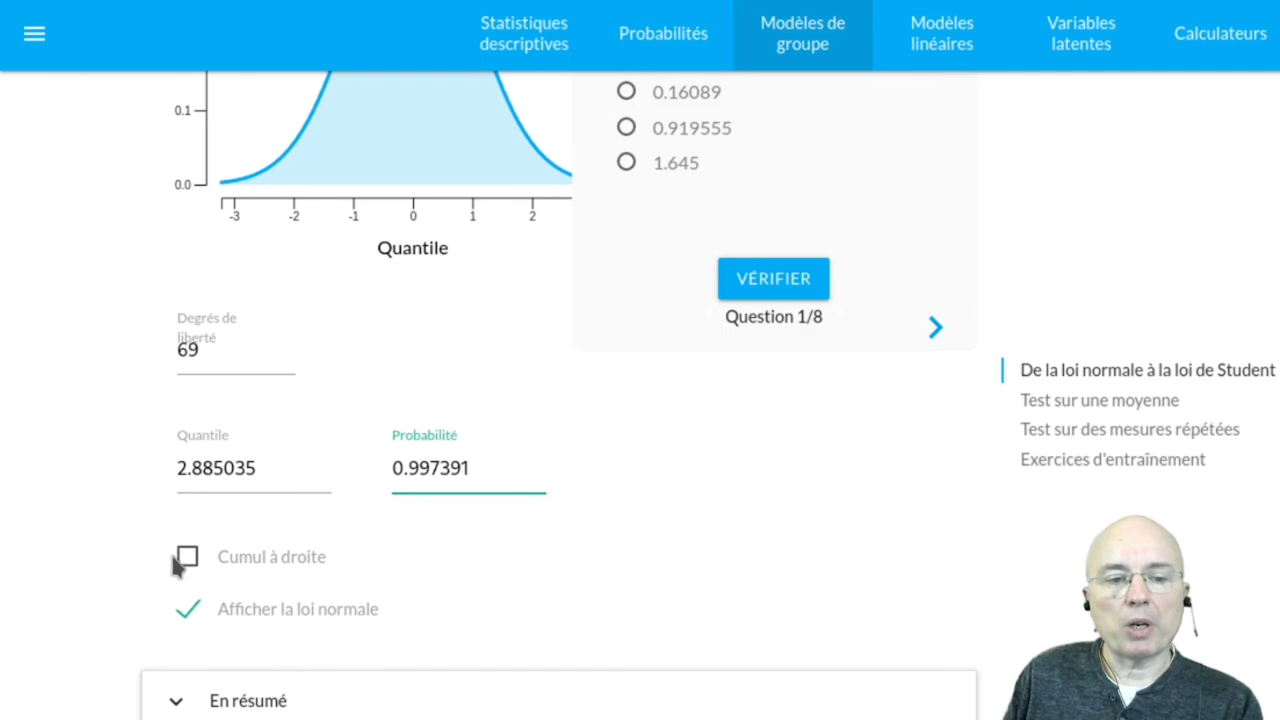 Statistiques descriptives
Probabilités
Modèles de groupe
Modèles linéaires
Variables latentes
Calculateurs
0.1
0.0
-3 -2 -1 0 1 2
Quantile
0.16089
0.919555
1.645
VÉRIFIER
Question 1/8
Degrés de
liberté
69
Quantile
2.885035
Probabilité
0.997391
Cumul à droite
Afficher la loi normale
En résumé
De la loi normale à la loi de Student
Test sur une moyenne
Test sur des mesures répétées
Exercices d'entraînement